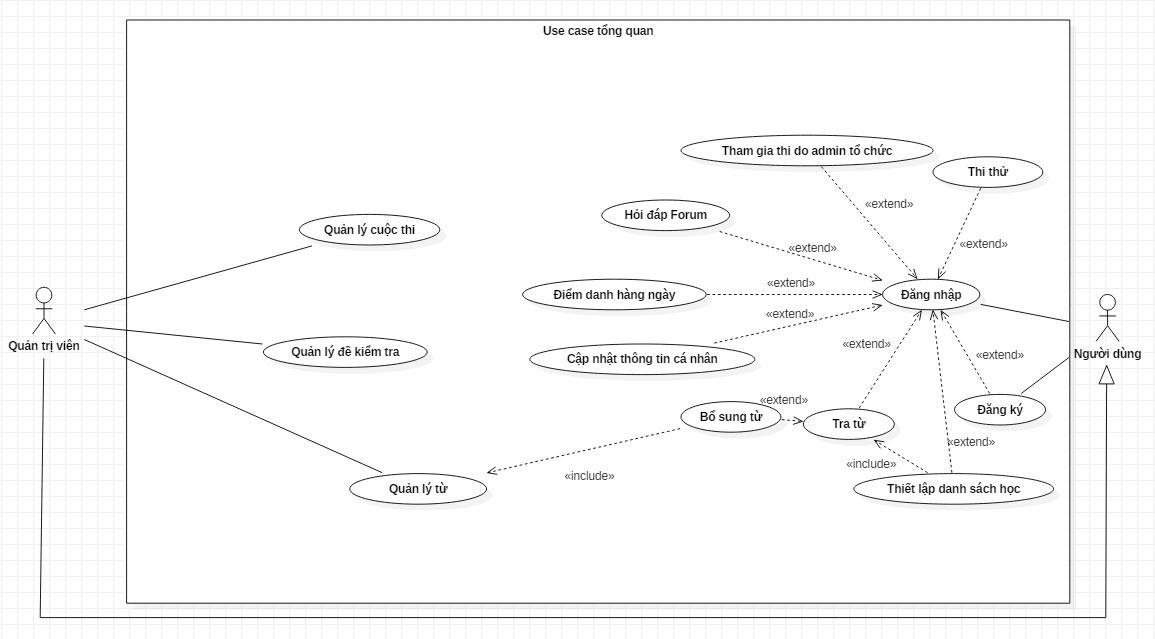 Use case tổng quan
Tham gia thi do admin tổ chức
Thi thử
«extend»
Hỏi đáp Forum
Quản lý cuộc thi
«extend»
«extend»
«extend»
Điểm danh hàng ngày
Đăng nhập
«extend»
Quản trị viên
«extend»
Quản lý đề kiểm tra
Cập nhật thông tin cá nhân
«extend»
Người dùng
«extend»
Bổ sung từ
Tra từ
Đăng ký
«extend»
«include»
«include»
Quản lý từ
Thiết lập danh sách học